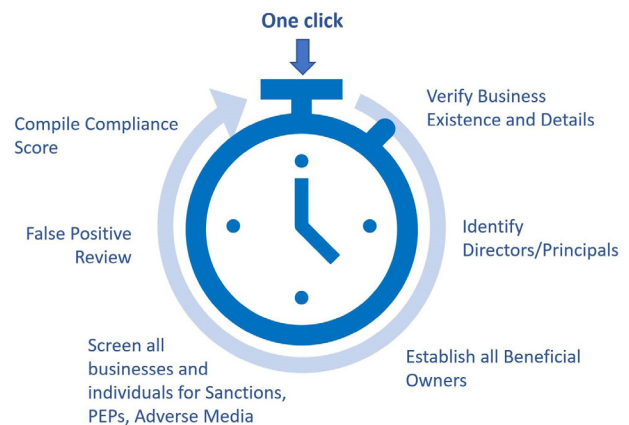 One click
Verify Business
Existence and Details
Identify
Directors/Principals
Establish all Beneficial
Owners
Screen all
businesses and
individuals for Sanctions,
PEPs, Adverse Media
False Positive
Review
Compile Compliance
Score